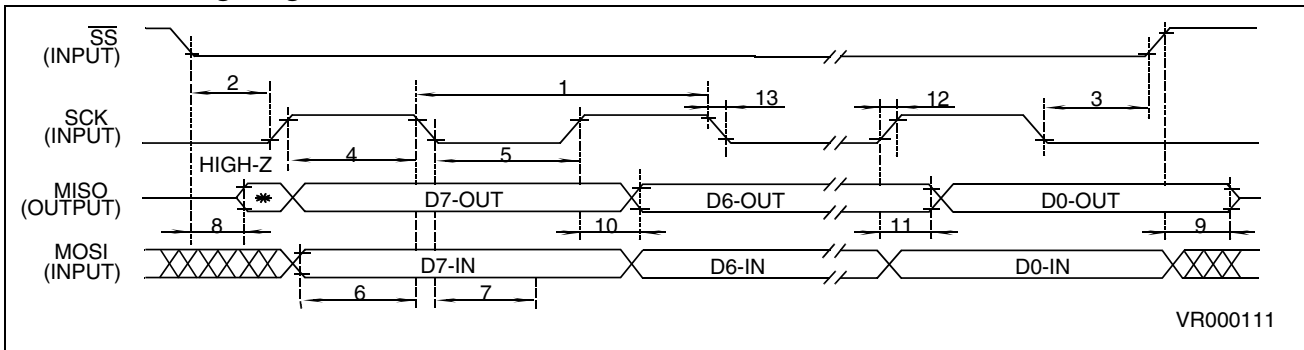 SS
(INPUT)
2
1
13
12
3
SCK
(INPUT)
4
5
HIGH-Z
MISO
(OUTPUT)
D7-OUT
D6-OUT
D0-OUT
8
10
11
9
MOSI
(INPUT)
D7-IN
D6-IN
D0-IN
6
7
VR000111